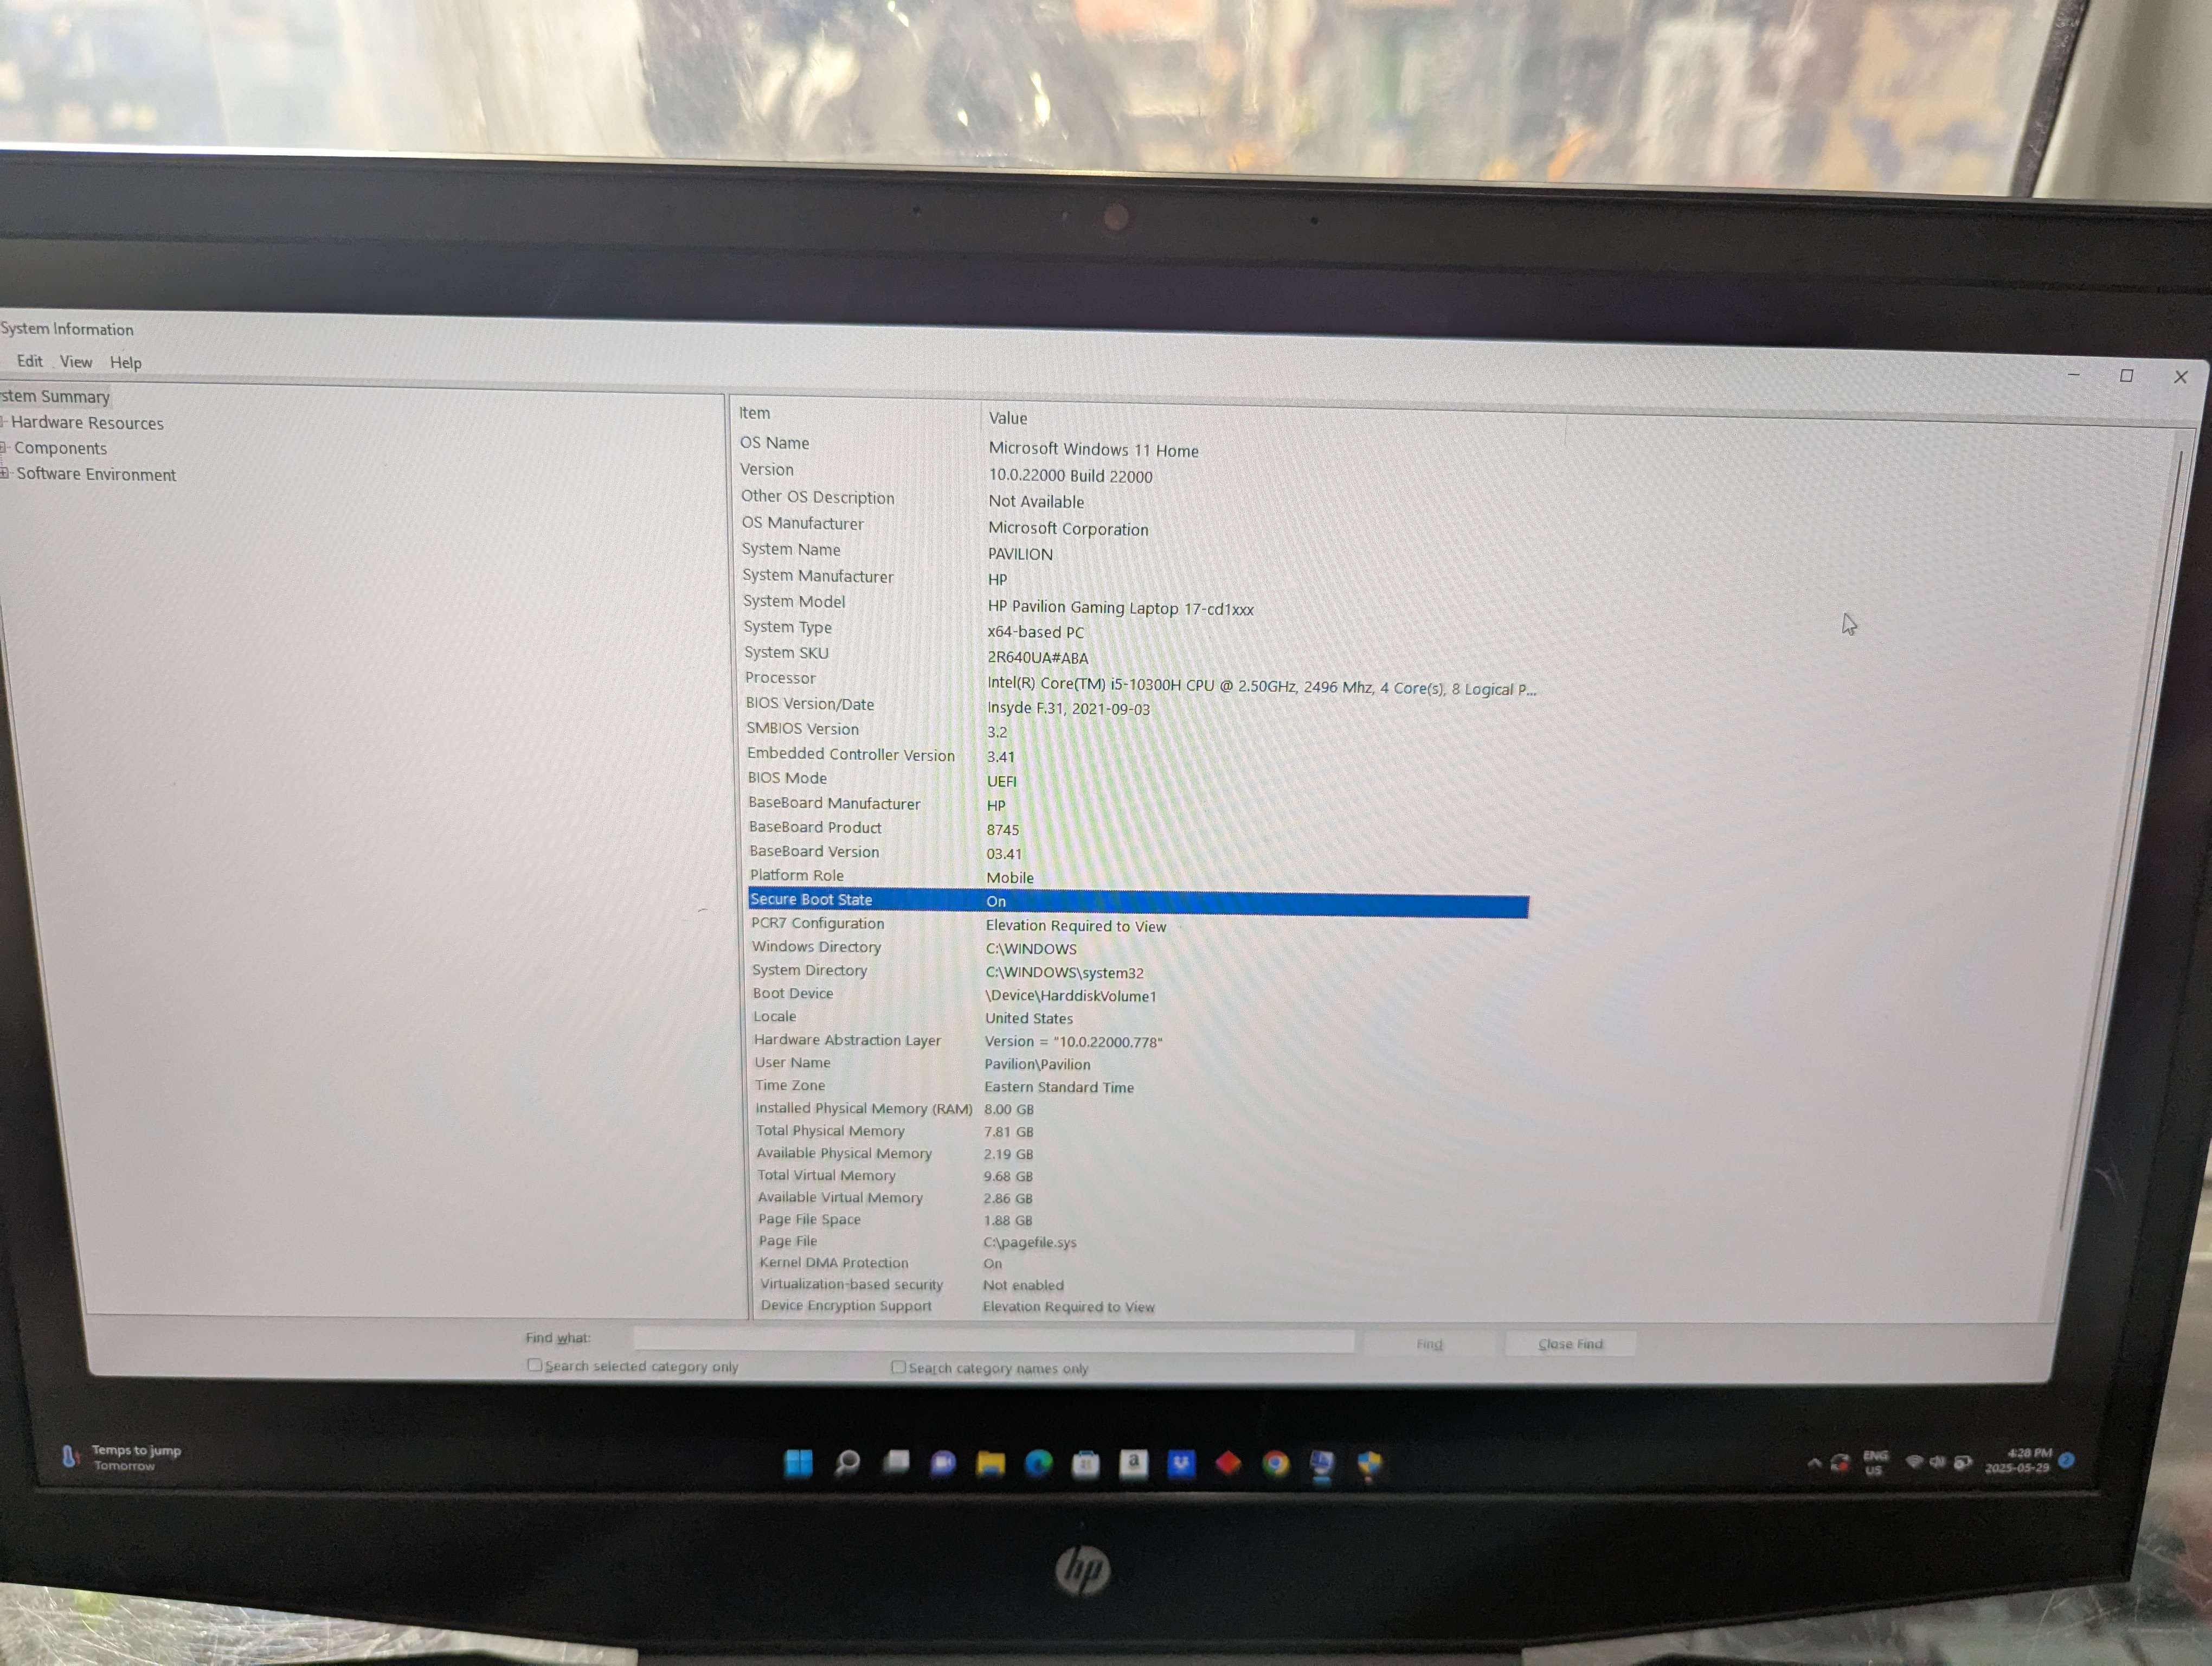 System Information
Edit View Help
stem Summary
Hardware Resources
Components
Software Environment
Item Value
OS Name Microsoft Windows 11 Home
Version 10.0.22000 Build 22000
Other OS Description Not Available
OS Manufacturer Microsoft Corporation
System Name PAVILION
System Manufacturer HP
System Model HP Pavilion Gaming Laptop 17-cd1xxx
System Type x64-based PC
System SKU 2R640UA#ABA
Processor Intel(R) Core(TM) i5-10300H CPU @ 2.50GHz, 2496 Mhz, 4 Core(s), 8 Logical P...
BIOS Version/Date Insyde F.31, 2021-09-03
SMBIOS Version 3.2
Embedded Controller Version 3.41
BIOS Mode UEFI
BaseBoard Manufacturer HP
BaseBoard Product 8745
BaseBoard Version 03.41
Platform Role Mobile
Secure Boot State On
PCR7 Configuration Elevation Required to View
Windows Directory C:\WINDOWS
System Directory C:\WINDOWS\system32
Boot Device \Device\HarddiskVolume1
Locale United States
Hardware Abstraction Layer Version = "10.0.22000.778"
User Name Pavilion\Pavilion
Time Zone Eastern Standard Time
Installed Physical Memory (RAM) 8.00 GB
Total Physical Memory 7.81 GB
Available Physical Memory 2.19 GB
Total Virtual Memory 9.68 GB
Available Virtual Memory 2.86 GB
Page File Space 1.88 GB
Page File C:\pagefile.sys
Kernel DMA Protection On
Virtualization-based security Not enabled
Device Encryption Support Elevation Required to View
Find what: Find Close Find
Search selected category only Search category names only
Temps to jump
Tomorrow
a
ENG
US
4:28 PM
2025-05-29
2
hp